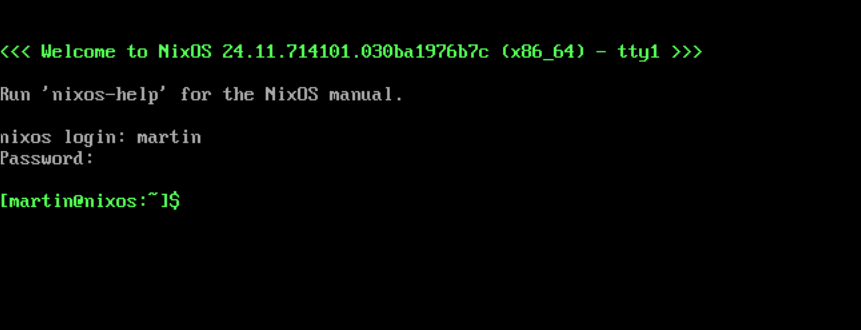 <<< Welcome to NixOS 24.11.714101.030ba1976b7c (x86_64) - tty1 >>>
Run 'nixos-help' for the NixOS manual.
nixos login: martin
Password:
[martin@nixos:~]$